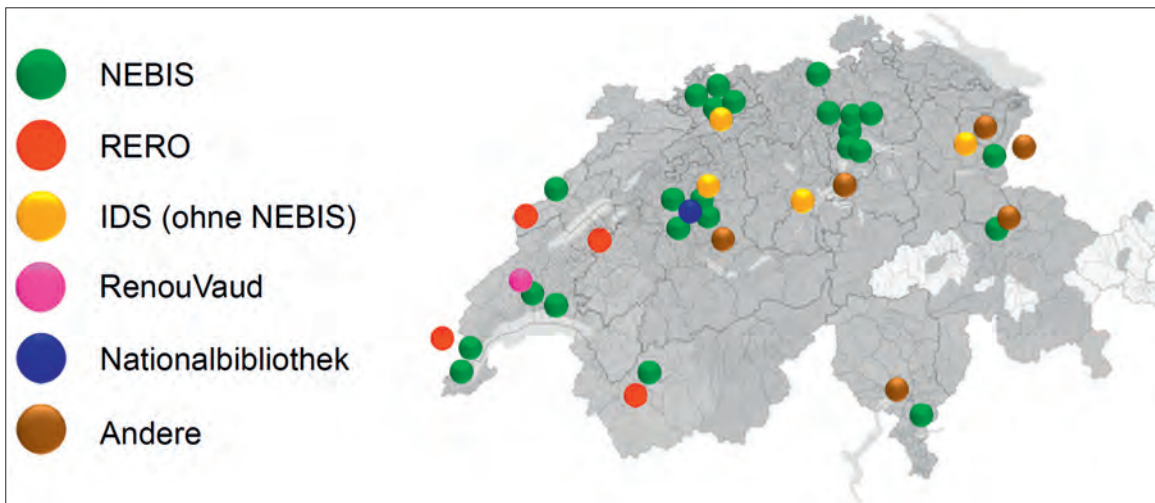 NEBIS
RERO
IDS (ohne NEBIS)
RenouVaud
Nationalbibliothek
Andere